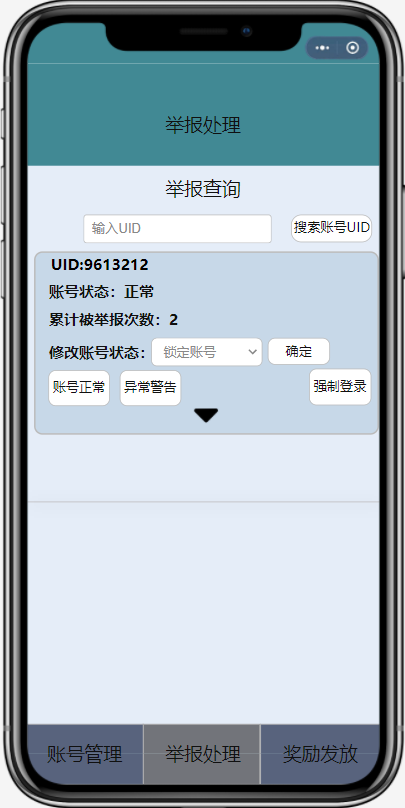 举报处理
举报查询
输入UID 搜索账号UID
UID:9613212
账号状态：正常
累计被举报次数：2
修改账号状态： 锁定账号 确定
账号正常 异常警告 强制登录
账号管理 举报处理 奖励发放